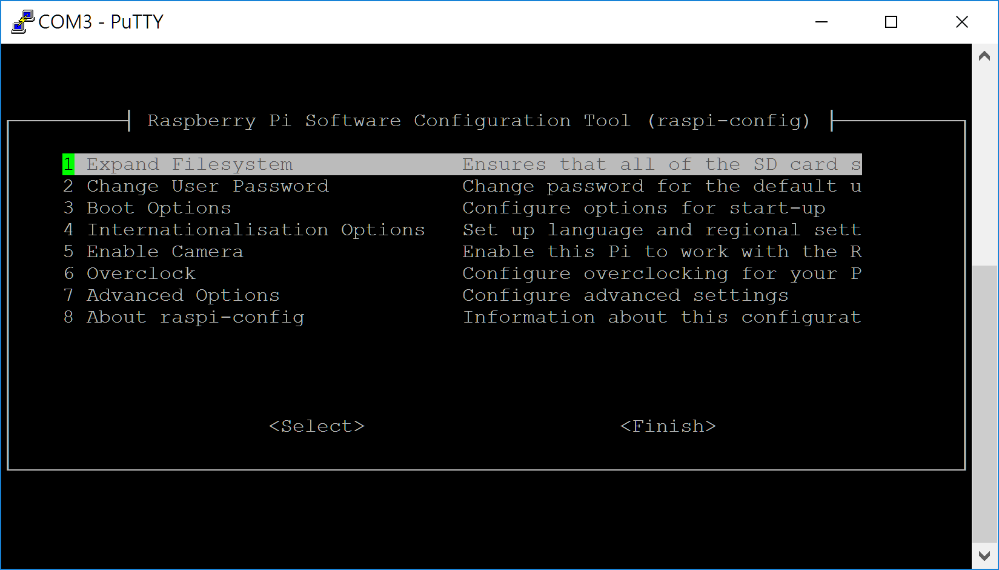 COM3 - PuTTY
Raspberry Pi Software Configuration Tool (raspi-config)
1 Expand Filesystem Ensures that all of the SD card s
2 Change User Password Change password for the default u
3 Boot Options Configure options for start-up
4 Internationalisation Options Set up language and regional sett
5 Enable Camera Enable this Pi to work with the R
6 Overclock Configure overclocking for your P
7 Advanced Options Configure advanced settings
8 About raspi-config Information about this configurat
<Select> <Finish>